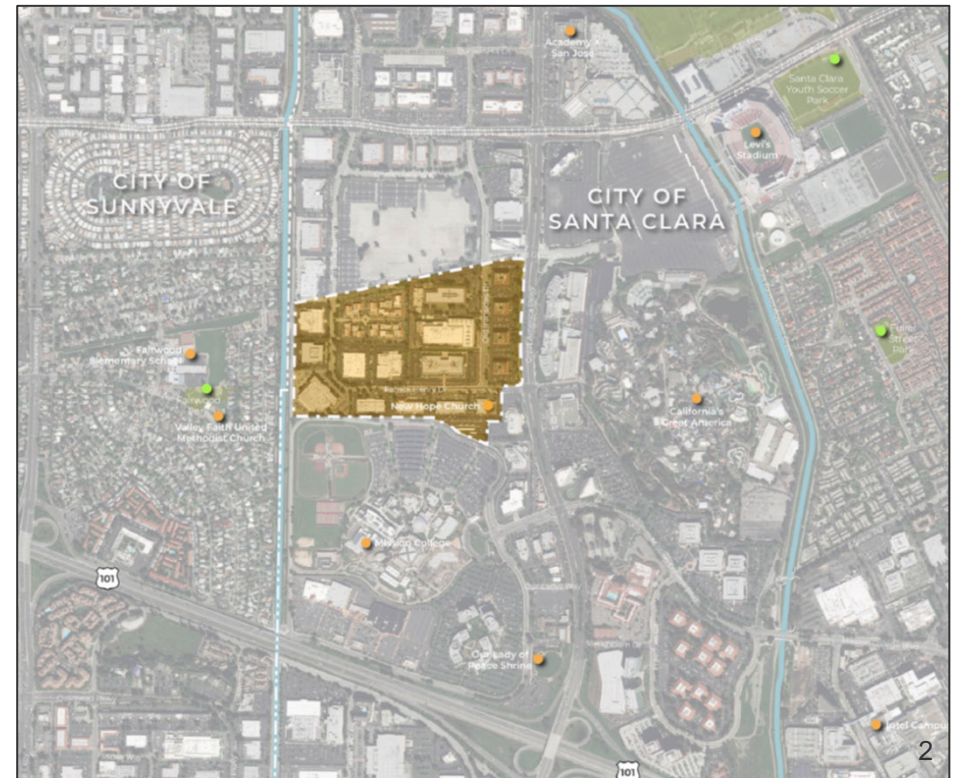 Academy
San Jose
Santa Clara
Youth Soccer
Park
Levi's
Stadium
CITY OF
SUNNYVALE
CITY OF
SANTA CLARA
Fairwood
Elementary School
Valley Faith United
Methodist Church
New Hope Church
California's
Great America
Mission College
101
Our Lady of
Peace Shrine
Intel Campu
101
2